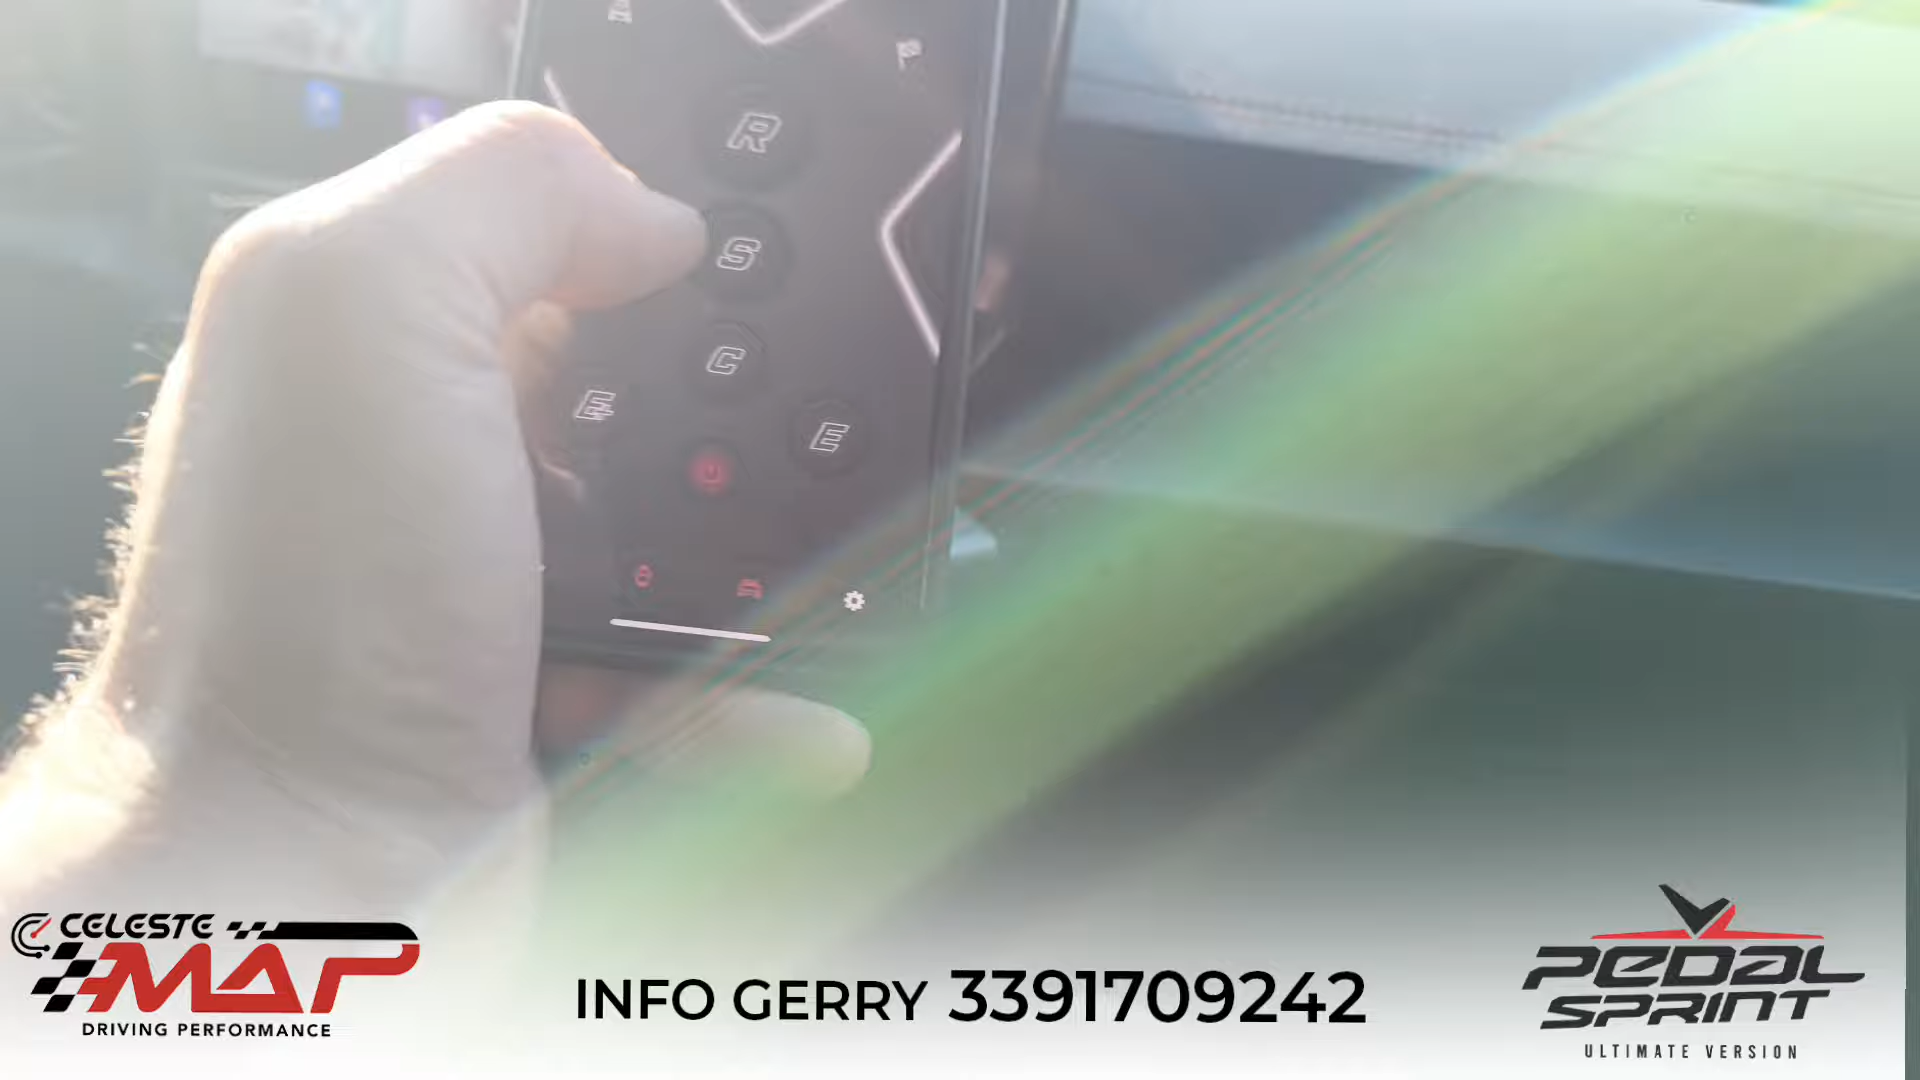 R
S
C
E
E
CELESTE
MAP
DRIVING PERFORMANCE
INFO GERRY 3391709242
PEDAL
SPRINT
ULTIMATE VERSION